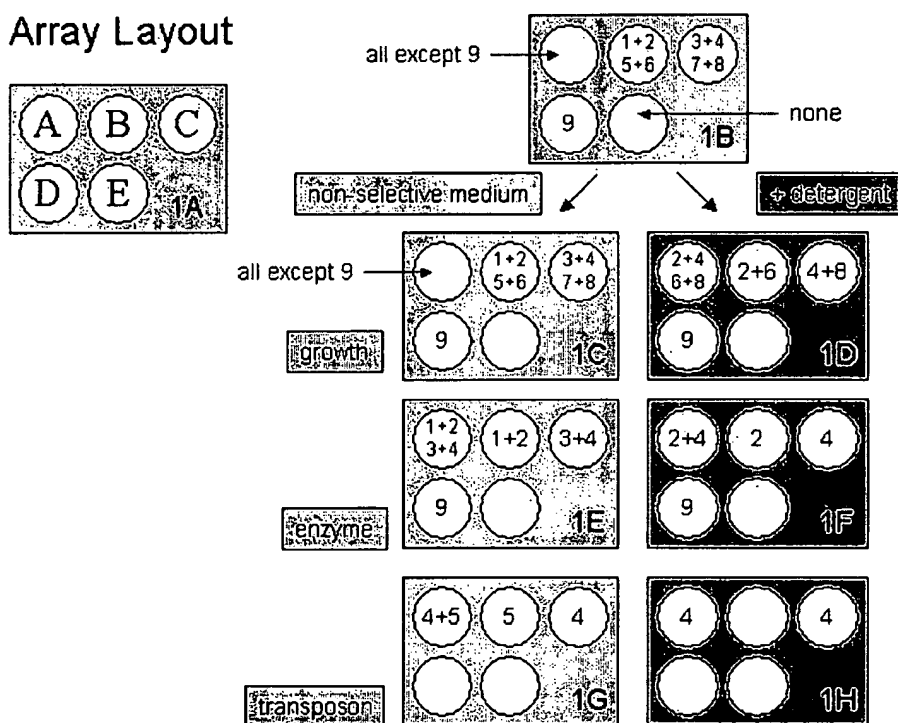 Array Layout
A B C
D E
1A
all except 9
1+2
5+6
3+4
7+8
9
none
1B
non-selective medium
+ detergent
all except 9
1+2
5+6
3+4
7+8
9
1C
growth
2+4
6+8
2+6
4+8
9
1D
1+2
3+4
1+2
3+4
9
1E
enzyme
2+4
2
4
9
1F
4+5
5
4
1G
transposon
4
4
1H